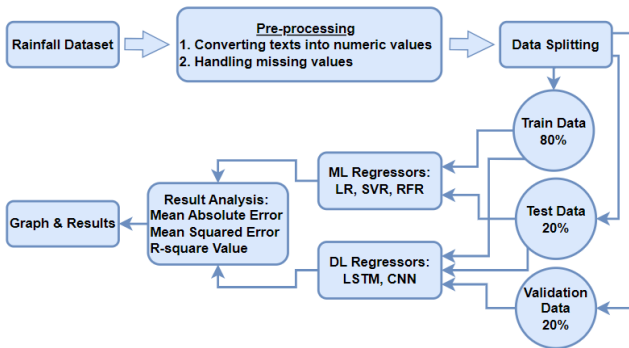 Rainfall Dataset
Pre-processing
1. Converting texts into numeric values
2. Handling missing values
Data Splitting
Train Data
80%
ML Regressors:
LR, SVR, RFR
Result Analysis:
Mean Absolute Error
Mean Squared Error
R-square Value
Graph & Results
Test Data
20%
DL Regressors:
LSTM, CNN
Validation
Data
20%